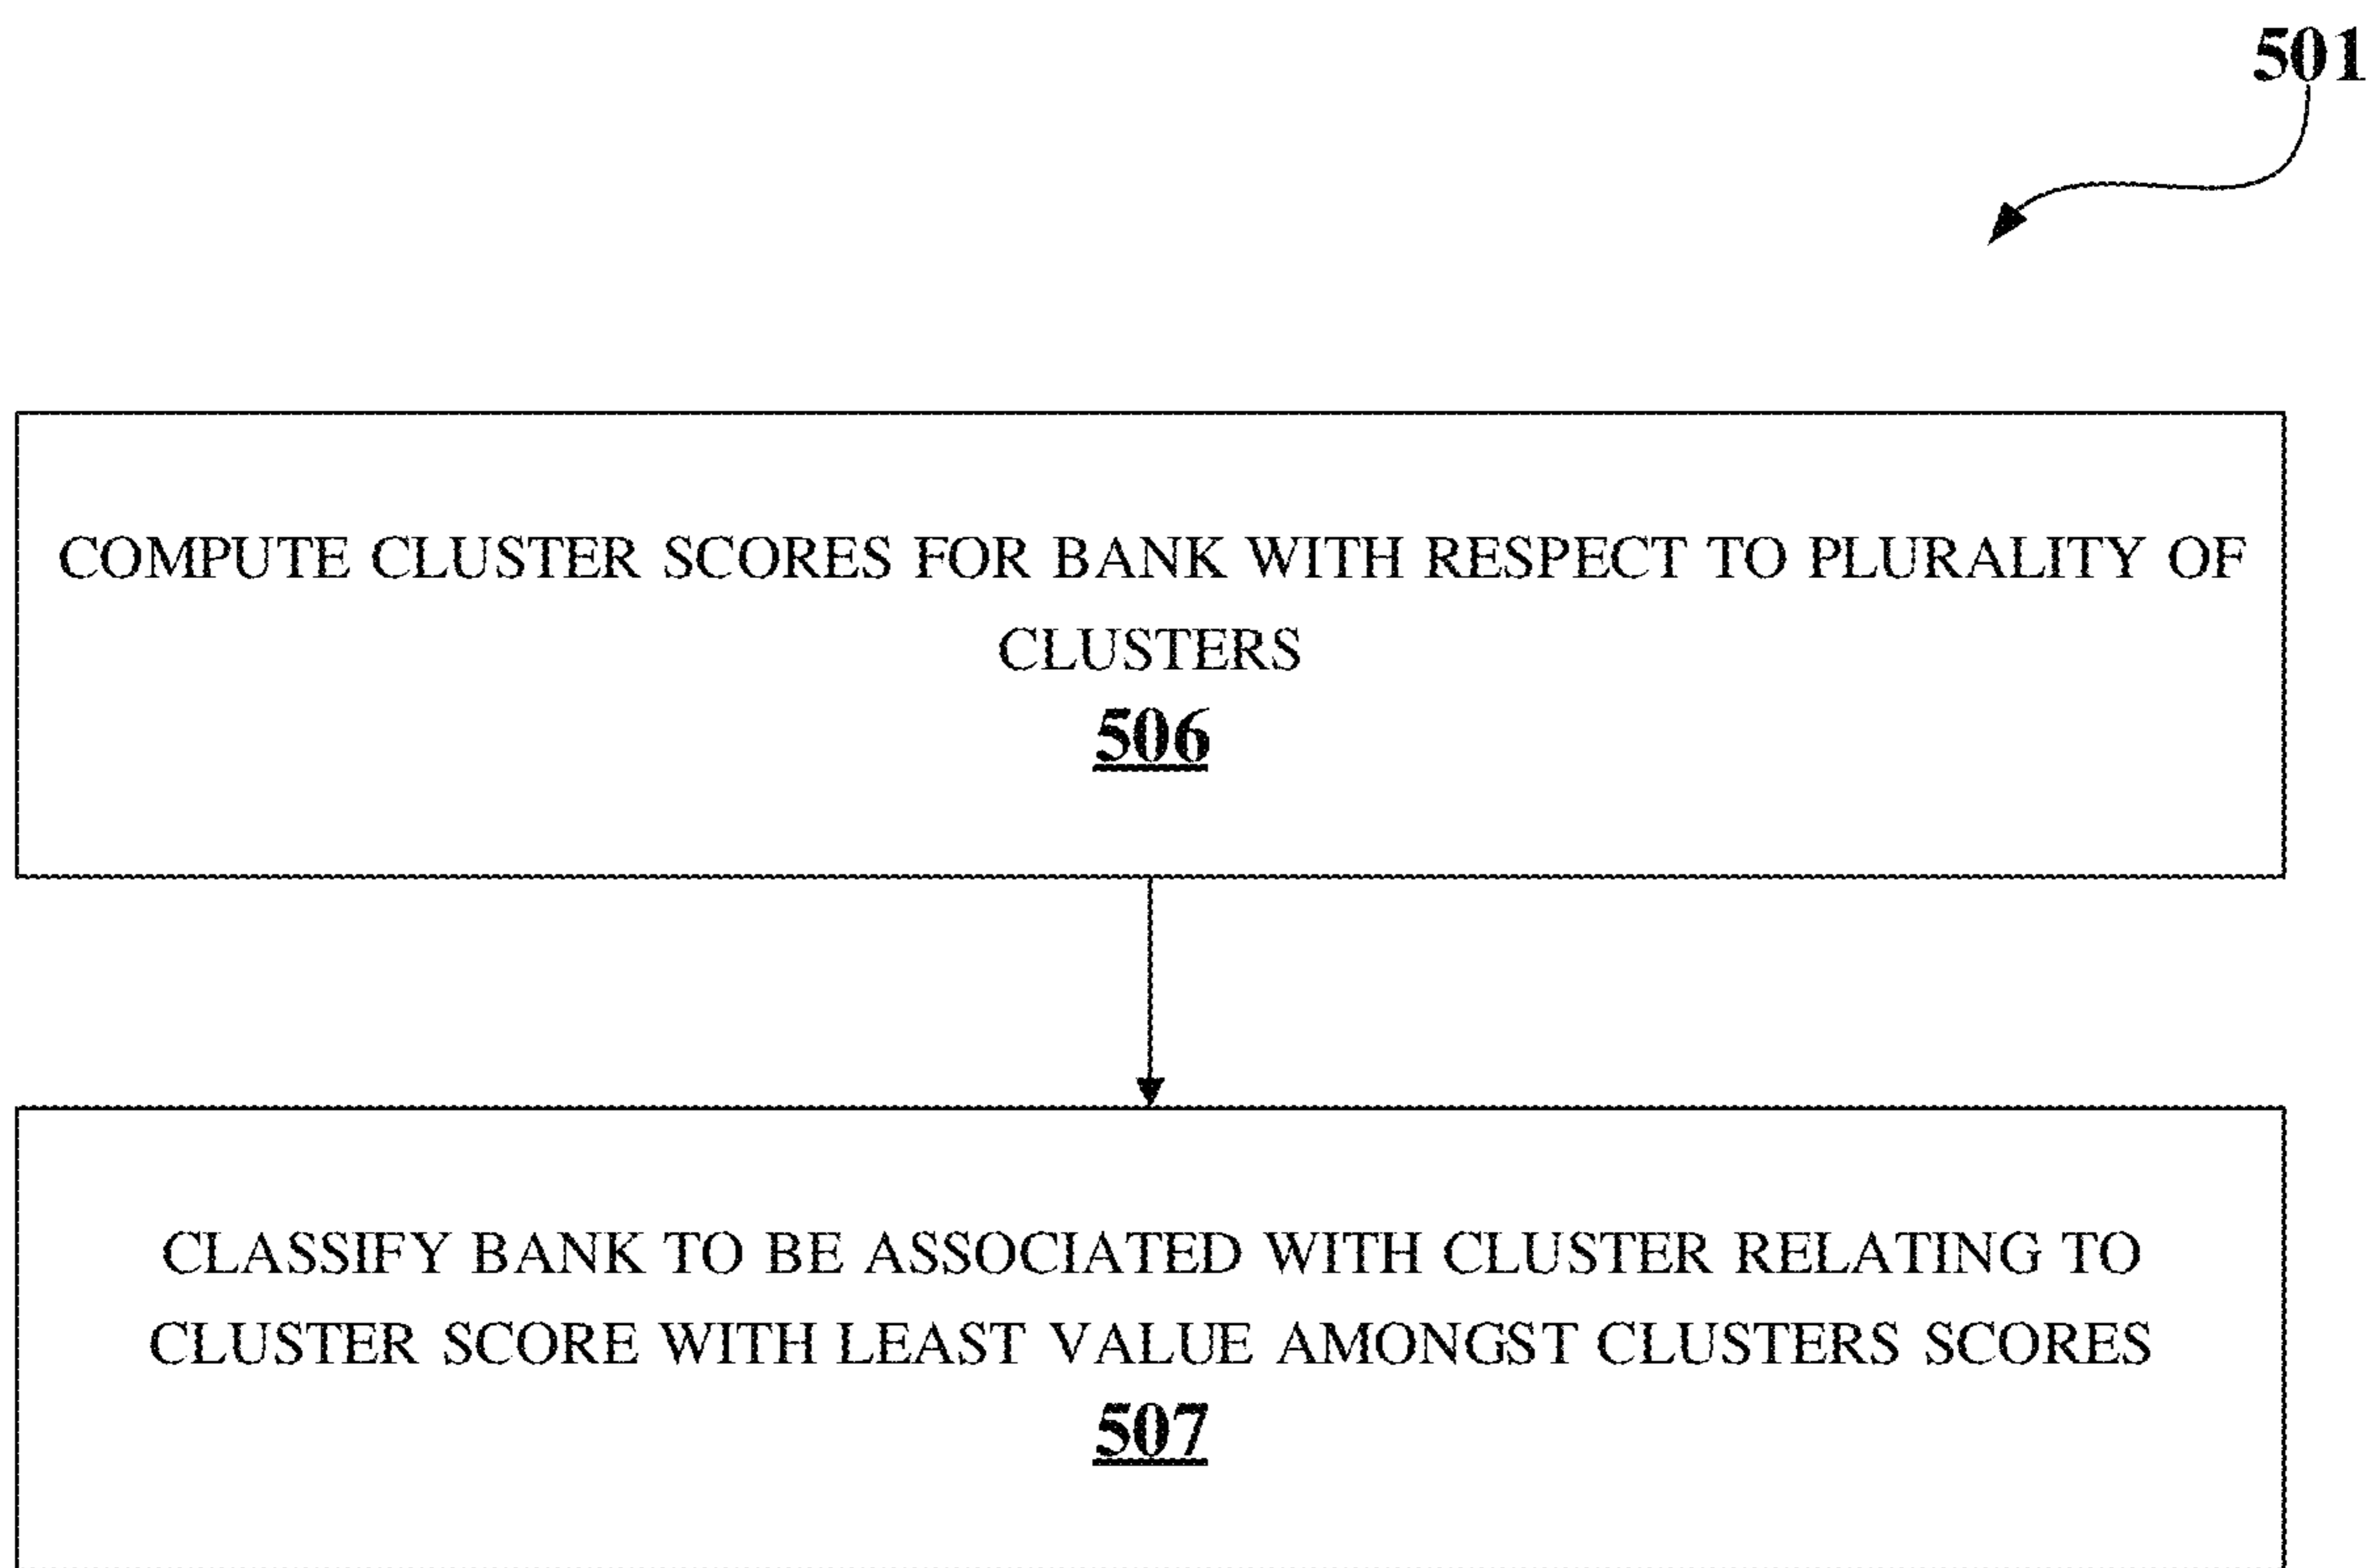 501
COMPUTE CLUSTER SCORES FOR BANK WITH RESPECT TO PLURALITY OF
CLUSTERS
506
CLASSIFY BANK TO BE ASSOCIATED WITH CLUSTER RELATING TO
CLUSTER SCORE WITH LEAST VALUE AMONGST CLUSTERS SCORES
507